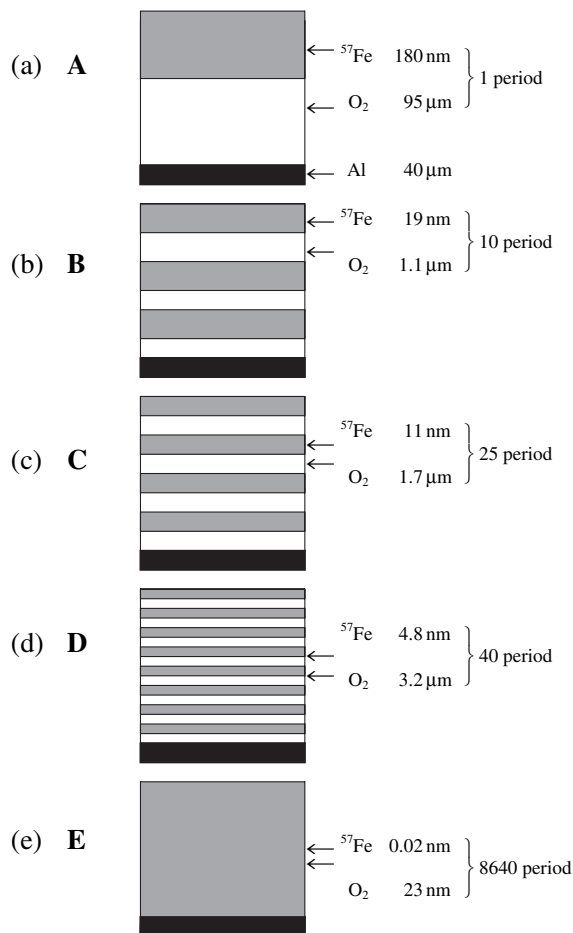 (a) A
⁵⁷Fe 180 nm
O₂ 95 μm
1 period
Al 40 μm
(b) B
⁵⁷Fe 19 nm
O₂ 1.1 μm
10 period
(c) C
⁵⁷Fe 11 nm
O₂ 1.7 μm
25 period
(d) D
⁵⁷Fe 4.8 nm
O₂ 3.2 μm
40 period
(e) E
⁵⁷Fe 0.02 nm
O₂ 23 nm
8640 period